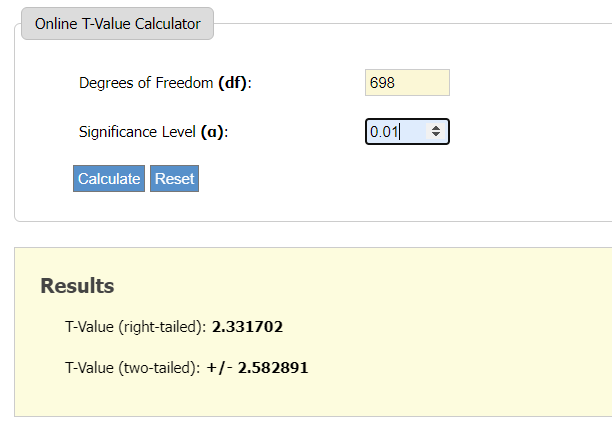 Online T-Value Calculator
Degrees of Freedom (df): 698
Significance Level (α): 0.01
Calculate Reset
Results
T-Value (right-tailed): 2.331702
T-Value (two-tailed): +/- 2.582891